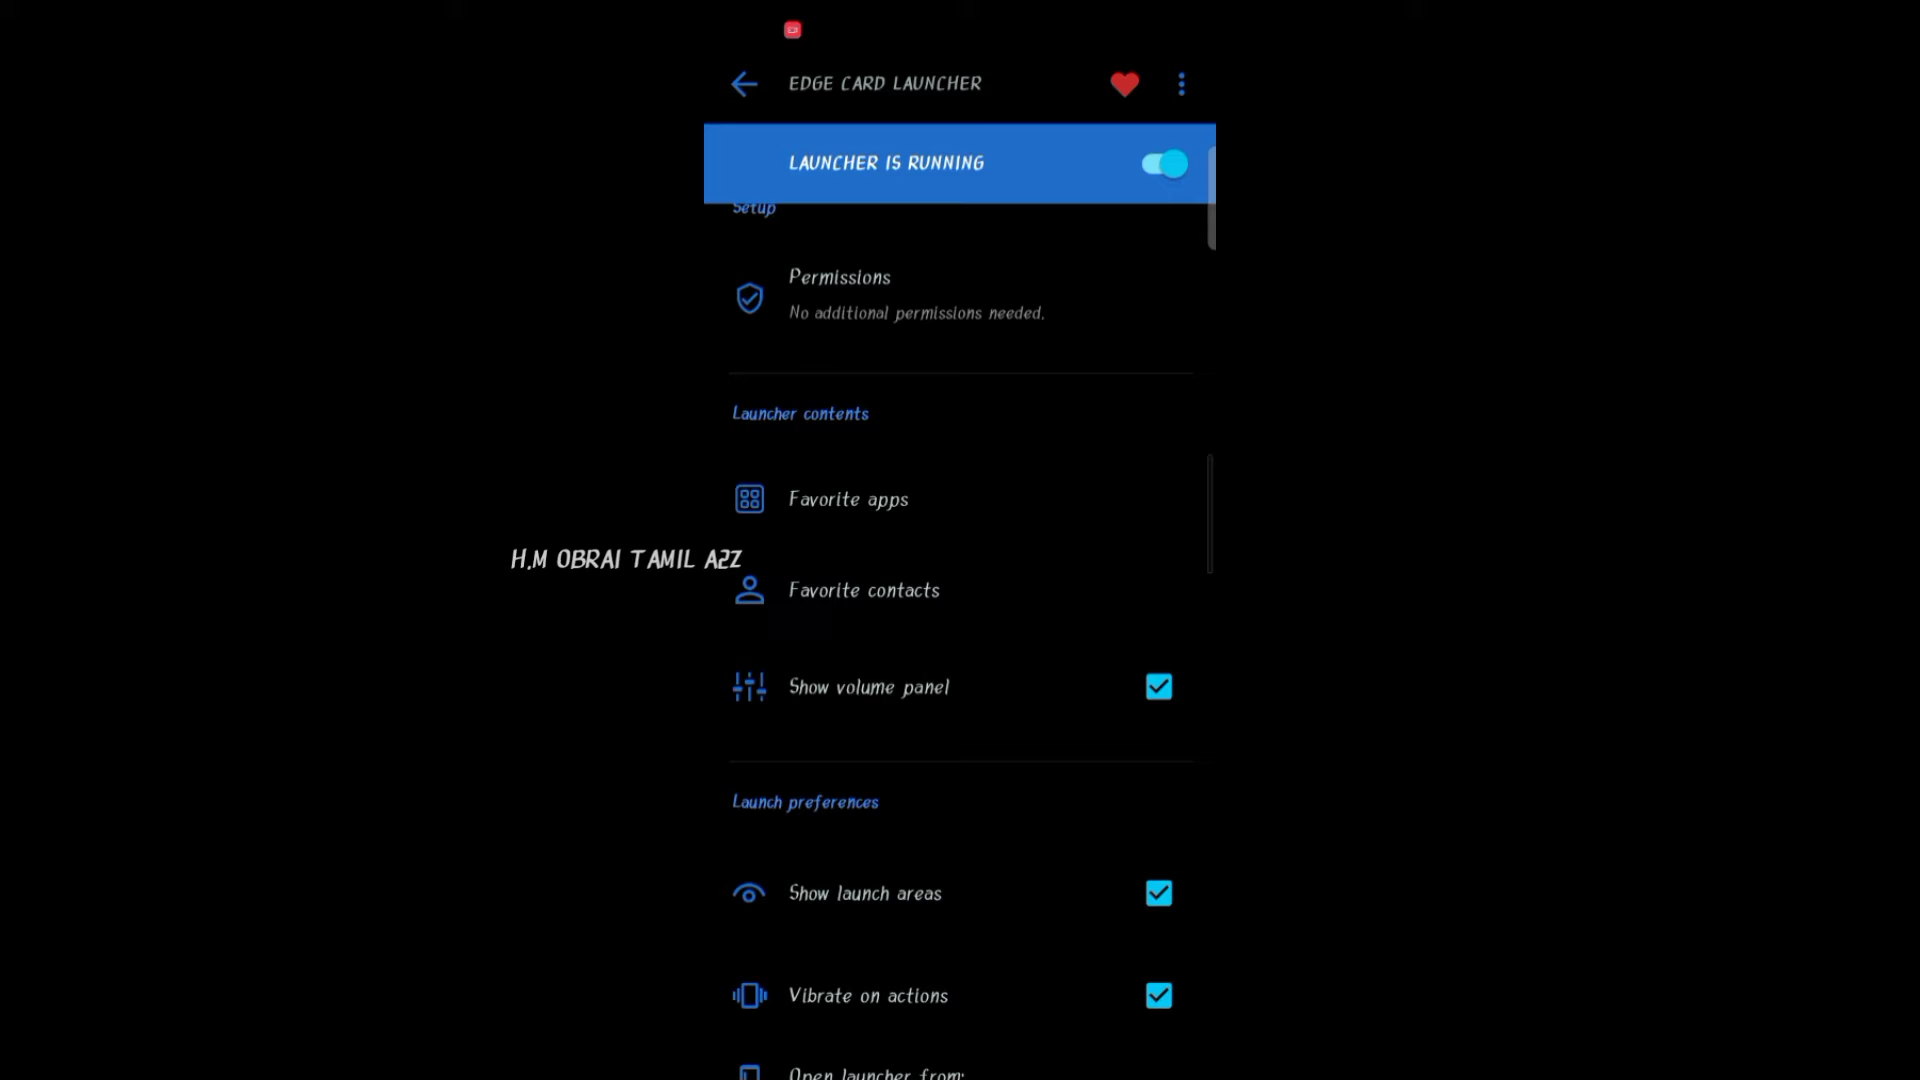 EDGE CARD LAUNCHER
LAUNCHER IS RUNNING
Setup
Permissions
No additional permissions needed.
Launcher contents
Favorite apps
H.M OBRAI TAMIL A2Z
Favorite contacts
Show volume panel
Launch preferences
Show launch areas
Vibrate on actions
Open launcher from: